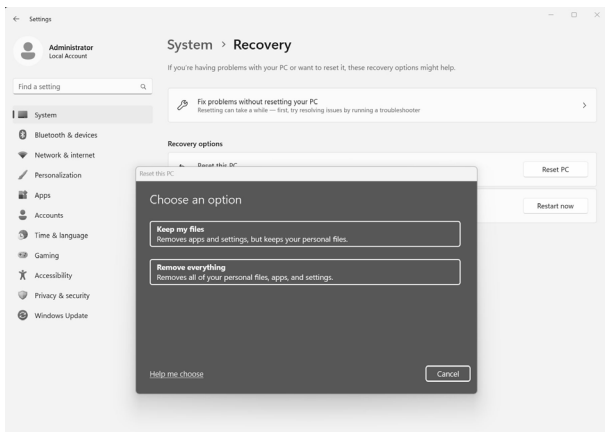 Settings
Administrator
Local Account
Find a setting
System
Bluetooth & devices
Network & internet
Personalization
Apps
Accounts
Time & language
Gaming
Accessibility
Privacy & security
Windows Update
System > Recovery
If you're having problems with your PC or want to reset it, these recovery options might help.
Fix problems without resetting your PC
Resetting can take a while — first, try resolving issues by running a troubleshooter
Recovery options
Reset this PC
Reset PC
Restart now
Reset this PC
Choose an option
Keep my files
Removes apps and settings, but keeps your personal files.
Remove everything
Removes all of your personal files, apps, and settings.
Help me choose
Cancel